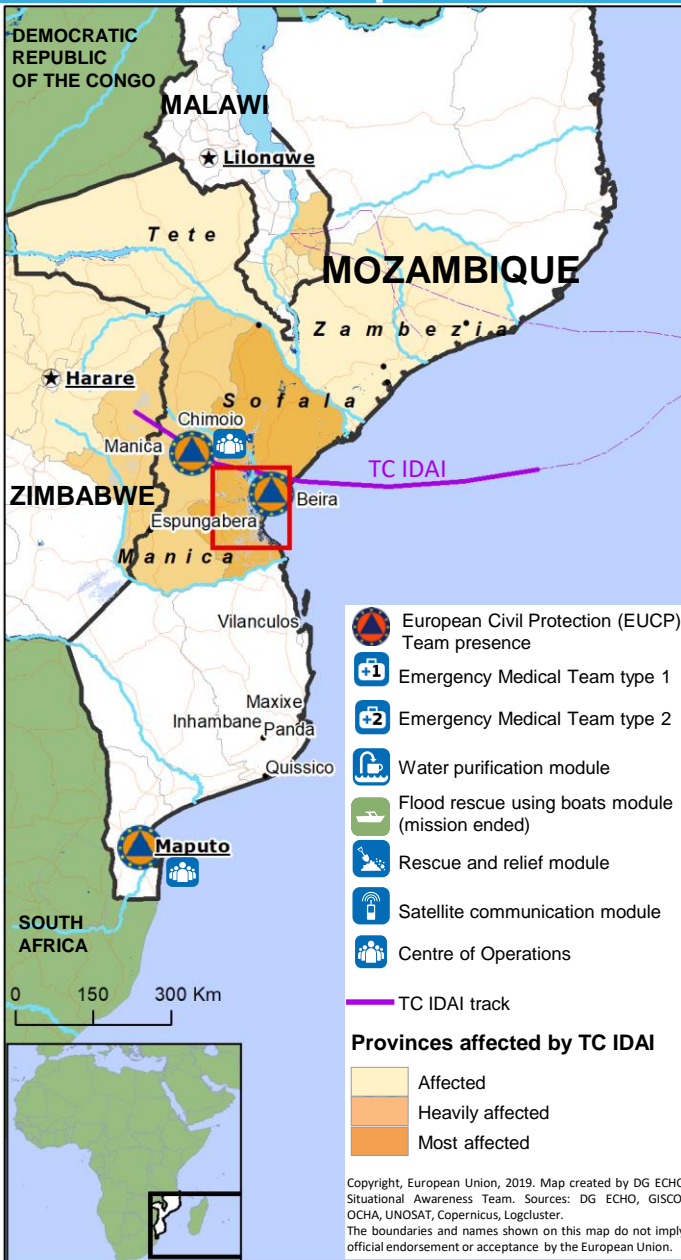 DEMOCRATIC
REPUBLIC
OF THE CONGO
MALAWI
Lilongwe
Tete
MOZAMBIQUE
Zambezia
Harare
Sofala
Chimoio
Manica
TC IDAI
ZIMBABWE
Beira
Espungabera
Manica
Vilanculos
Maxixe
Inhambane
Panda
Quissico
Maputo
SOUTH
AFRICA
0 150 300 Km
European Civil Protection (EUCP)
Team presence
+1 Emergency Medical Team type 1
+2 Emergency Medical Team type 2
Water purification module
Flood rescue using boats module
(mission ended)
Rescue and relief module
Satellite communication module
Centre of Operations
TC IDAI track
Provinces affected by TC IDAI
Affected
Heavily affected
Most affected
Copyright, European Union, 2019. Map created by DG ECHO
Situational Awareness Team. Sources: DG ECHO, GISCO,
OCHA, UNOSAT, Copernicus, Logcluster.
The boundaries and names shown on this map do not imply
official endorsement or acceptance by the European Union.